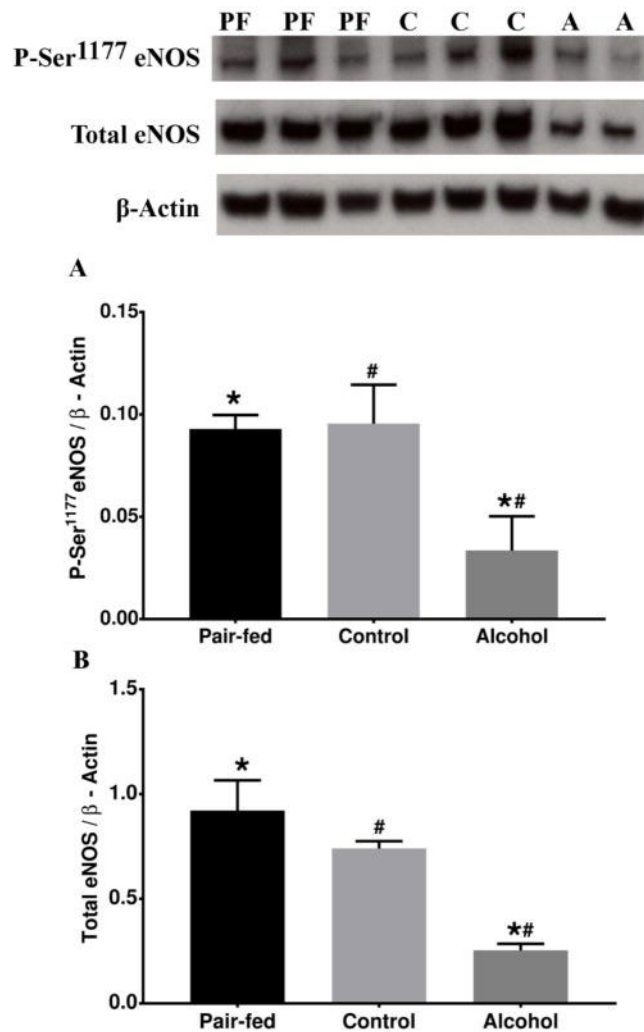 PF PF PF C C C A A
P-Ser1177 eNOS
Total eNOS
β-Actin
A
P-Ser1177eNOS / β - Actin
0.15
0.10
0.05
0.00
*
#
*#
Pair-fed Control Alcohol
B
Total eNOS / β - Actin
1.5
1.0
0.5
0.0
*
#
*#
Pair-fed Control Alcohol